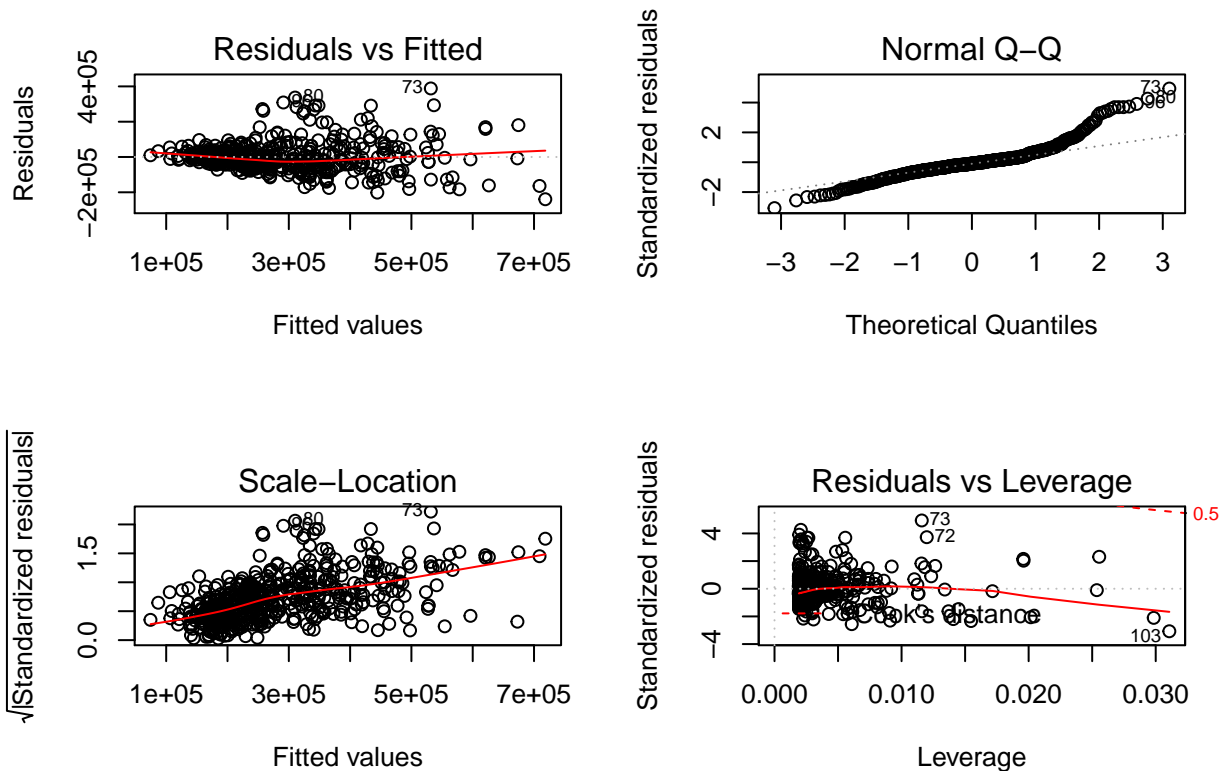 Residuals vs Fitted
Residuals
4e+05
−2e+05
80
73
1e+05 3e+05 5e+05 7e+05
Fitted values
Normal Q−Q
Standardized residuals
2
−2
73
−3 −2 −1 0 1 2 3
Theoretical Quantiles
Scale−Location
√|Standardized residuals|
1.5
0.0
80
73
1e+05 3e+05 5e+05 7e+05
Fitted values
Residuals vs Leverage
Standardized residuals
4
0
−4
73
72
103
0.5
Cook's distance
0.000 0.010 0.020 0.030
Leverage